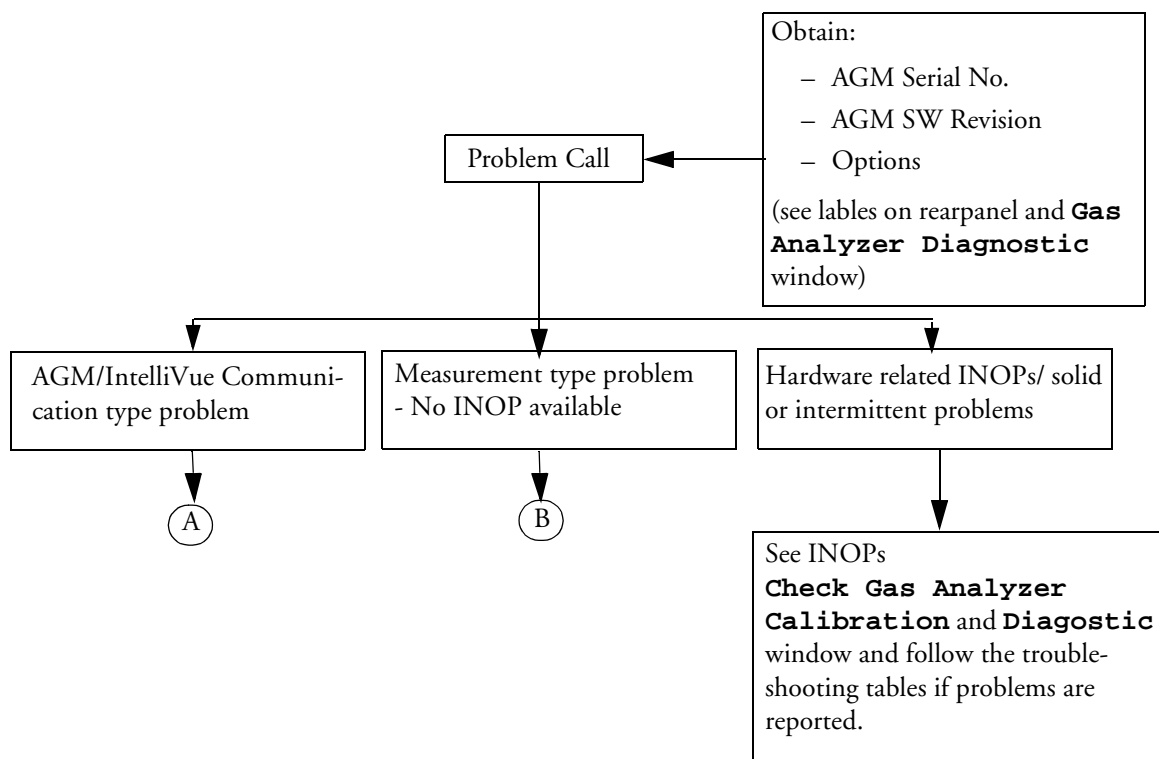 Obtain:
– AGM Serial No.
– AGM SW Revision
– Options
(see lables on rearpanel and Gas
Analyzer Diagnostic
window)
Problem Call
AGM/IntelliVue Communi-
cation type problem
Measurement type problem
- No INOP available
Hardware related INOPs/ solid
or intermittent problems
A
B
See INOPs
Check Gas Analyzer
Calibration and Diagostic
window and follow the trouble-
shooting tables if problems are
reported.